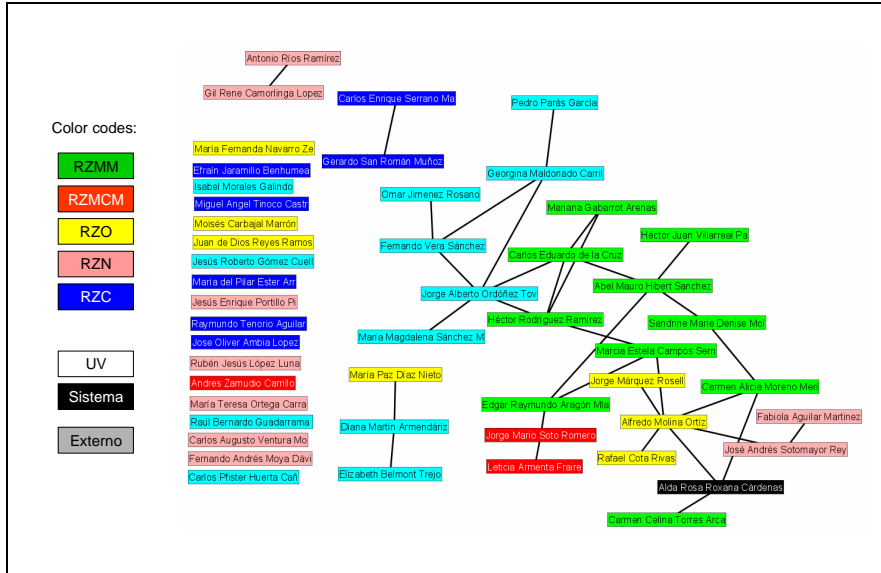 Antonio Ríos Ramírez
Gil Rene Camorlinga Lopez
Carlos Enrique Serrano Ma
Pedro Parás García
Color codes:
RZMM
RZMCM
RZO
RZN
RZC
UV
Sistema
Externo
María Fernanda Navarro Ze
Efraín Jaramillo Benhumea
Isabel Morales Galindo
Miguel Angel Tinoco Castr
Moisés Carbajal Marrón
Juan de Dios Reyes Ramos
Jesús Roberto Gómez Cuell
María del Pilar Ester Arr
Jesús Enrique Portillo Pi
Raymundo Tenorio Aguilar
Jose Oliver Ambia Lopez
Rubén Jesús López Luna
Andres Zamudio Carrillo
María Teresa Ortega Carra
Raúl Bernardo Guadarrama
Carlos Augusto Ventura Mo
Fernando Andrés Moya Dávi
Carlos Pfister Huerta Cañ
Gerardo San Román Muñoz
Georgina Maldonado Carril
Omar Jimenez Rosano
Mariana Gabarrot Arenas
Héctor Juan Villarreal Pa
Fernando Vera Sánchez
Carlos Eduardo de la Cruz
Abel Mauro Hibert Sanchez
Jorge Alberto Ordóñez Tov
Héctor Rodríguez Ramírez
Sandrine Marie Denise Mol
María Magdalena Sánchez M
Marcia Estela Campos Sern
María Paz Díaz Nieto
Jorge Márquez Rosell
Carmen Alicia Moreno Men
Edgar Raymundo Aragón Mla
Fabiola Aguilar Martinez
Diana Martín Armendáriz
Jorge Mario Soto Romero
Alfredo Molina Ortíz
José Andrés Sotomayor Rey
Elizabeth Belmont Trejo
Leticia Armenta Fraire
Rafael Cota Rivas
Alda Rosa Roxana Cárdenas
Carmen Celina Torres Arca